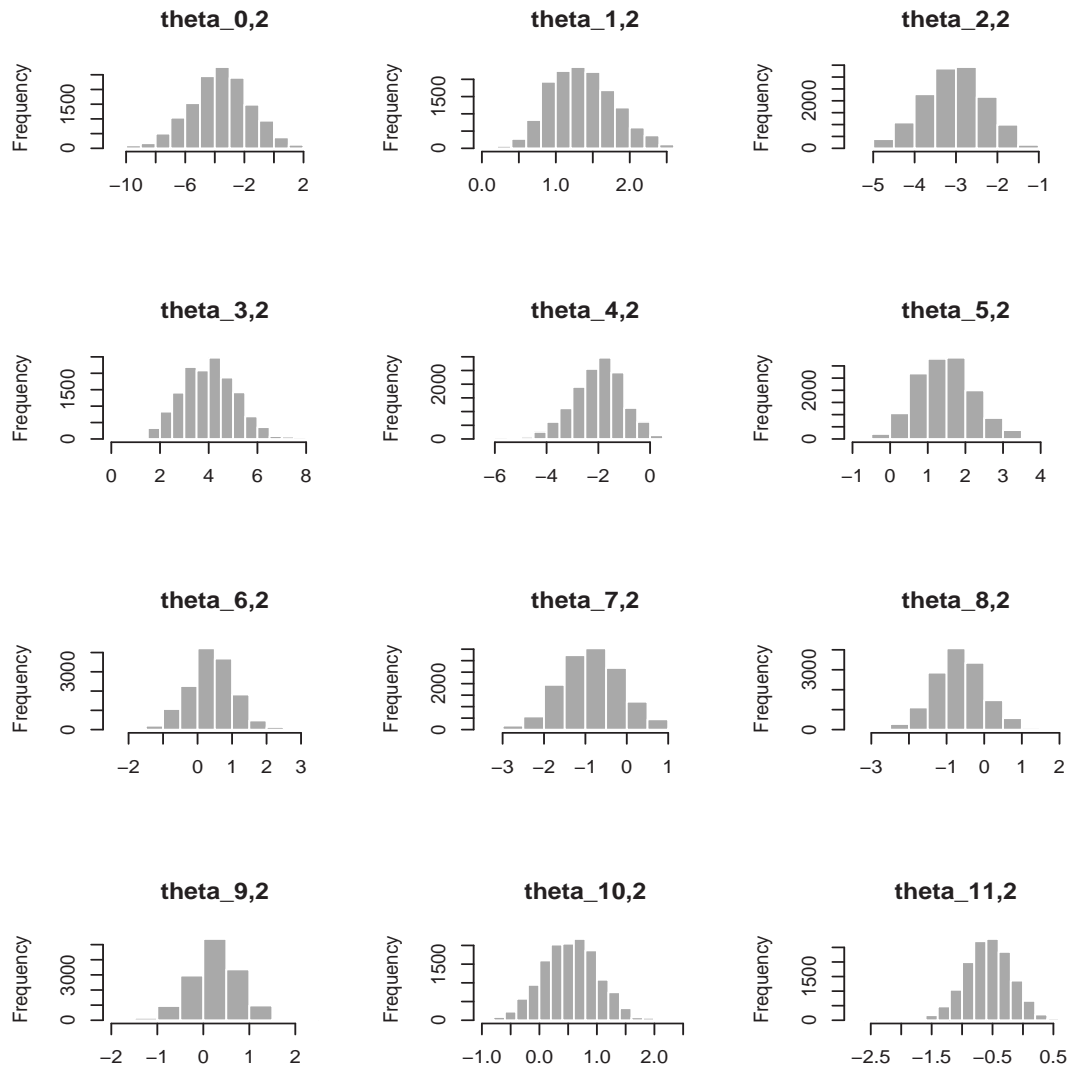 theta_0,2
Frequency
0 1500
−10 −6 −2 2
theta_1,2
Frequency
0 1500
0.0 1.0 2.0
theta_2,2
Frequency
0 2000
−5 −4 −3 −2 −1
theta_3,2
Frequency
0 1500
0 2 4 6 8
theta_4,2
Frequency
0 2000
−6 −4 −2 0
theta_5,2
Frequency
0 2000
−1 0 1 2 3 4
theta_6,2
Frequency
0 3000
−2 0 1 2 3
theta_7,2
Frequency
0 2000
−3 −2 −1 0 1
theta_8,2
Frequency
0 3000
−3 −1 0 1 2
theta_9,2
Frequency
0 3000
−2 −1 0 1 2
theta_10,2
Frequency
0 1500
−1.0 0.0 1.0 2.0
theta_11,2
Frequency
0 1500
−2.5 −1.5 −0.5 0.5